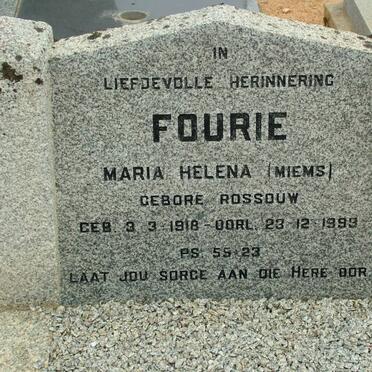 IN
LIEFDEVOLLE HERINNERING
FOURIE
MARIA HELENA (MIEMS)
GEBORE ROSSOUW
GEB. 3-3-1918-OORL. 23-12-1993
PS. 55-23
LAAT JOU SORGE AAN DIE HERE OOR.